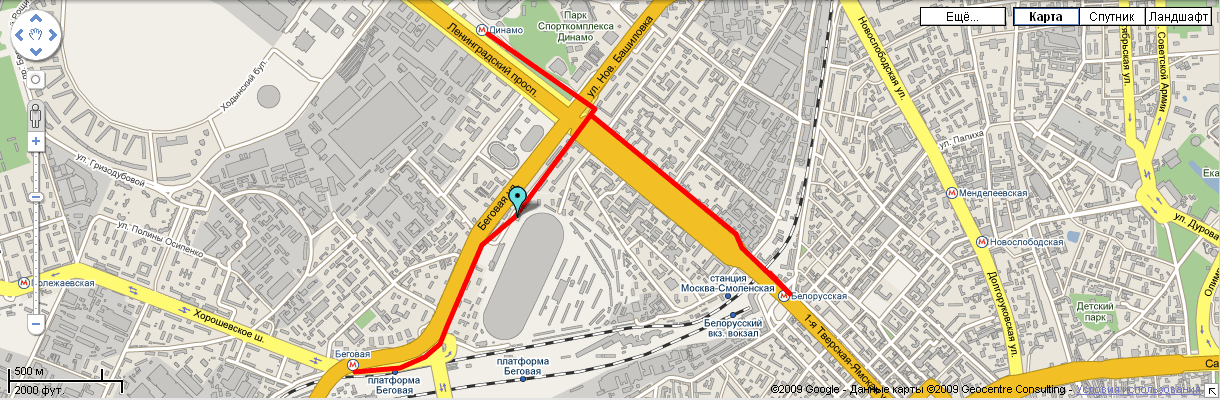 Ещё...
Карта
Спутник
Ландшафт
Динамо
Парк
Спорткомплекса
Динамо
Ленинградский просп.
ул. Нов. Башиловка
Новослободская ул.
Советской Армии
Ходынский бул.
ул. Палиха
ул. Гризодубовой
Беговая
Менделеевская
ул. Дурова
ул. Полины Осипенко
Новослободская
станция
Москва-Смоленская
Белорусская
Долгоруковская ул.
Хорошевское ш.
Белорусский
вкз. вокзал
Детский
парк
1-я Тверская-Ямск
Беговая
платформа
Беговая
платформа
Беговая
500 м
2000 фут.
©2009 Google - Данные карты ©2009 Geocentre Consulting - Условия использования